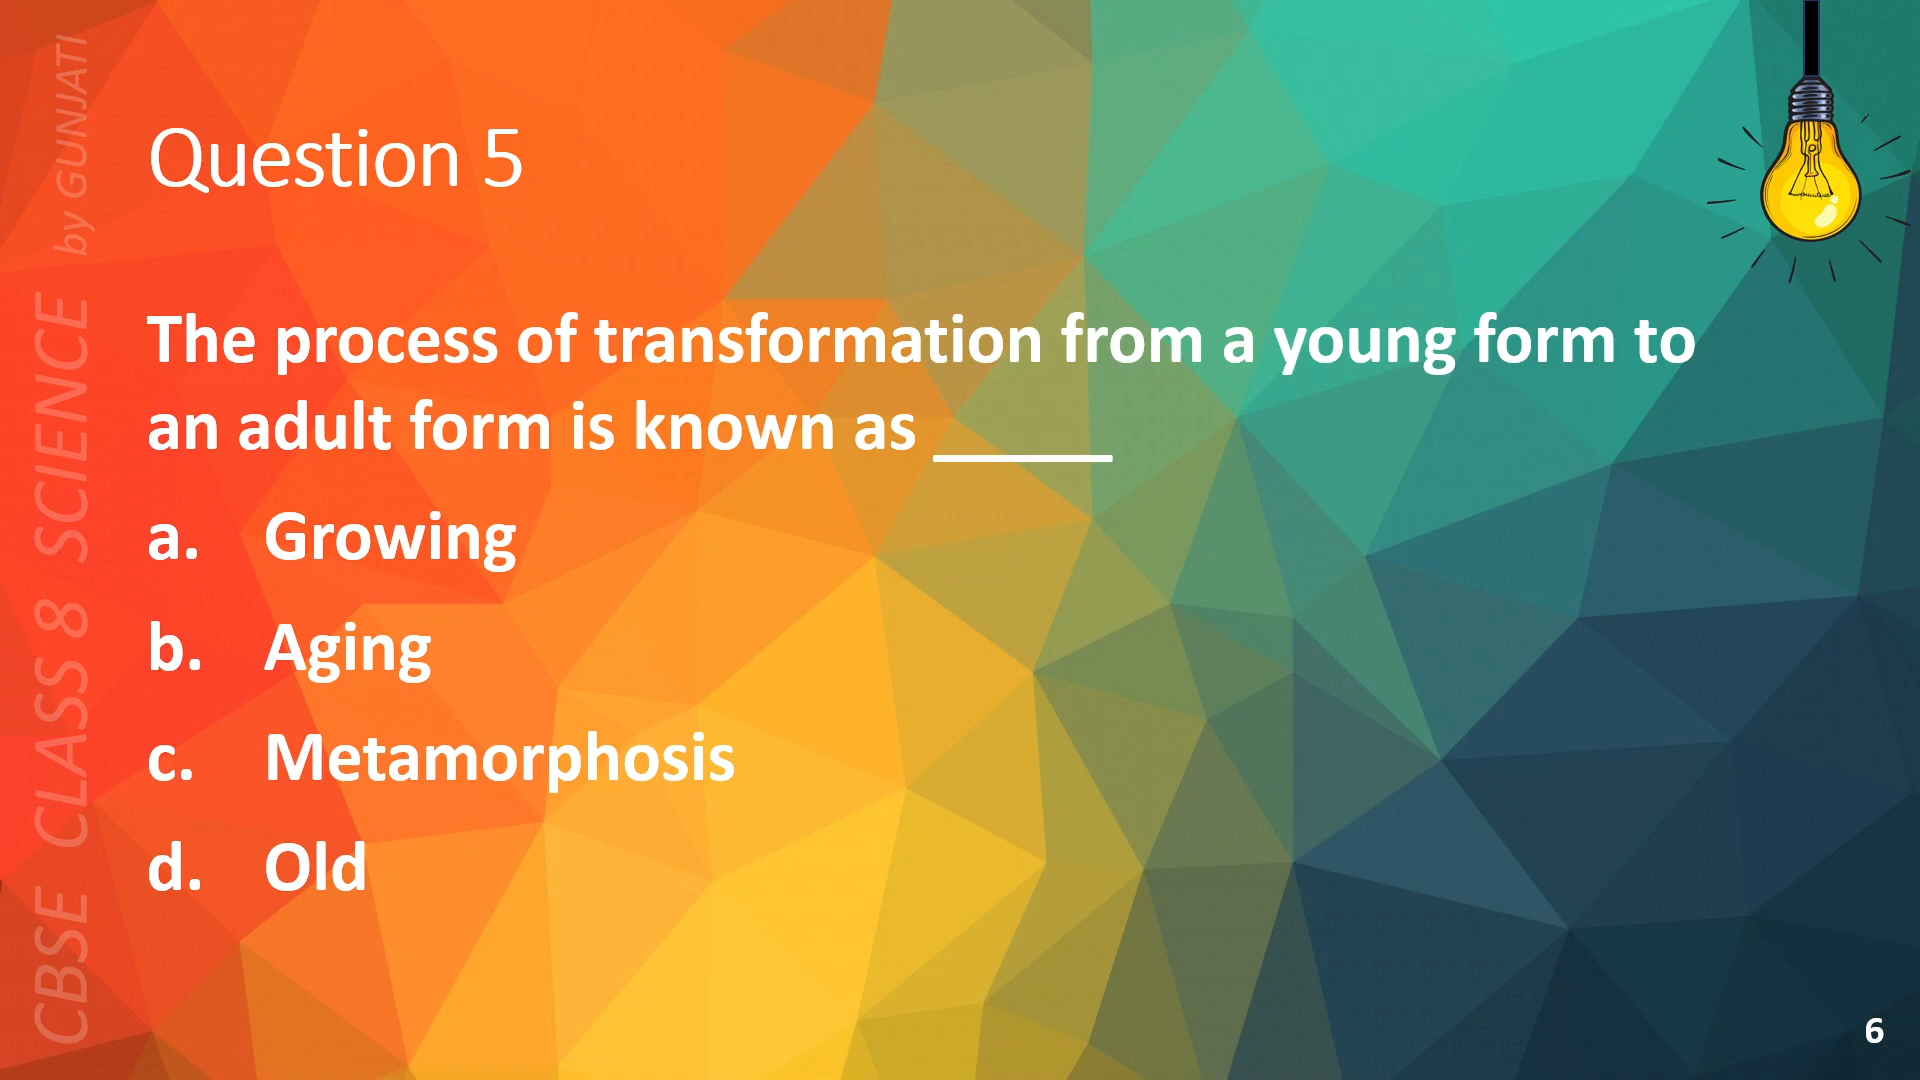 Question 5
The process of transformation from a young form to
an adult form is known as ______
a. Growing
b. Aging
c. Metamorphosis
d. Old
CBSE CLASS 8 SCIENCE by GUNJATI
6